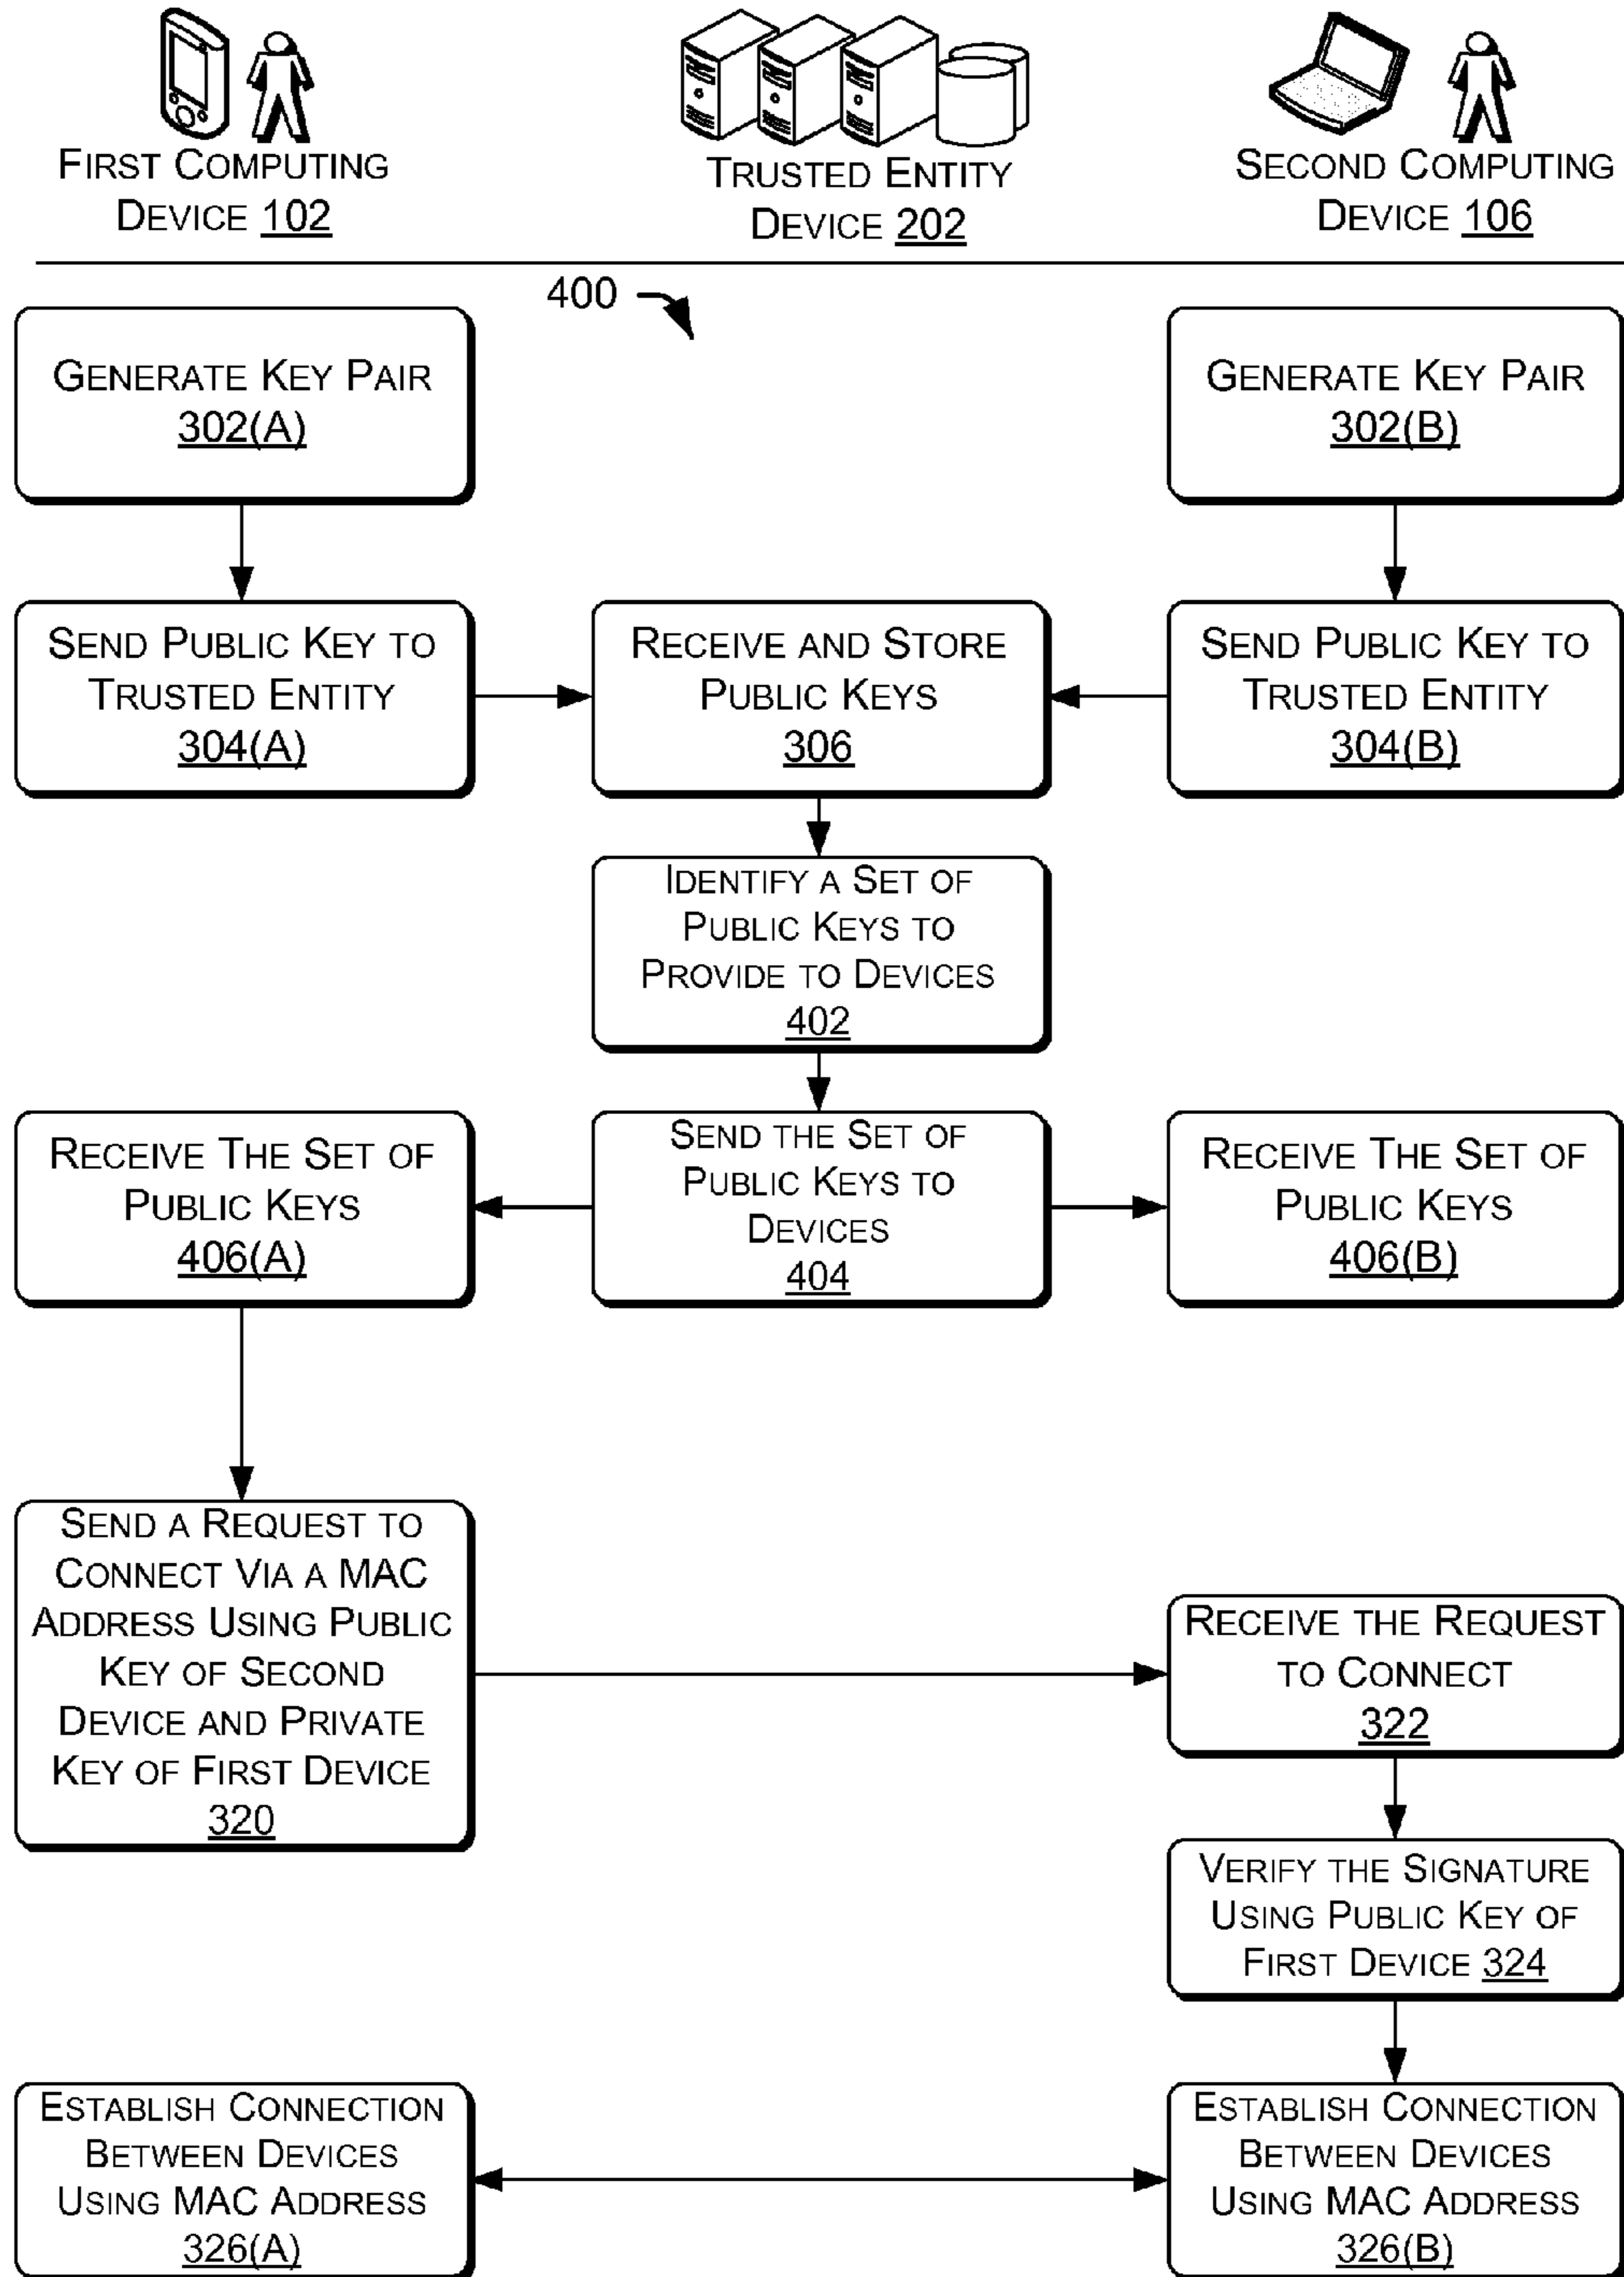 FIRST COMPUTING
DEVICE 102
TRUSTED ENTITY
DEVICE 202
SECOND COMPUTING
DEVICE 106
400
GENERATE KEY PAIR
302(A)
GENERATE KEY PAIR
302(B)
SEND PUBLIC KEY TO
TRUSTED ENTITY
304(A)
RECEIVE AND STORE
PUBLIC KEYS
306
SEND PUBLIC KEY TO
TRUSTED ENTITY
304(B)
IDENTIFY A SET OF
PUBLIC KEYS TO
PROVIDE TO DEVICES
402
RECEIVE THE SET OF
PUBLIC KEYS
406(A)
SEND THE SET OF
PUBLIC KEYS TO
DEVICES
404
RECEIVE THE SET OF
PUBLIC KEYS
406(B)
SEND A REQUEST TO
CONNECT VIA A MAC
ADDRESS USING PUBLIC
KEY OF SECOND
DEVICE AND PRIVATE
KEY OF FIRST DEVICE
320
RECEIVE THE REQUEST
TO CONNECT
322
VERIFY THE SIGNATURE
USING PUBLIC KEY OF
FIRST DEVICE 324
ESTABLISH CONNECTION
BETWEEN DEVICES
USING MAC ADDRESS
326(A)
ESTABLISH CONNECTION
BETWEEN DEVICES
USING MAC ADDRESS
326(B)